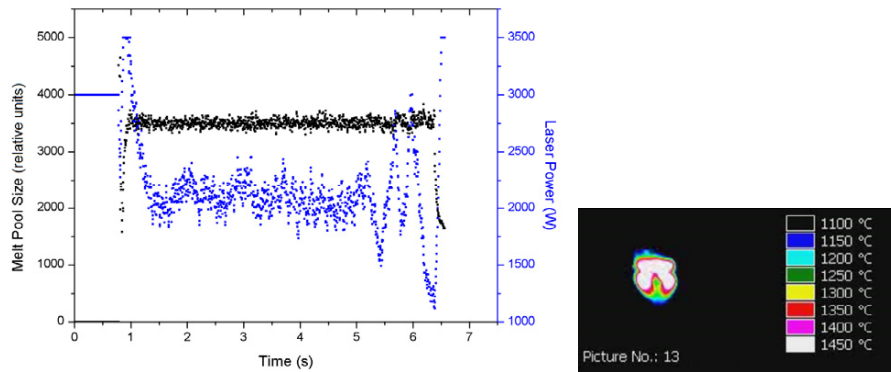 Melt Pool Size (relative units)
5000
4000
3000
2000
1000
0
0 1 2 3 4 5 6 7
Time (s)
3500
3000
2500
2000
1500
1000
Laser Power (W)
1100 °C
1150 °C
1200 °C
1250 °C
1300 °C
1350 °C
1400 °C
1450 °C
Picture No.: 13